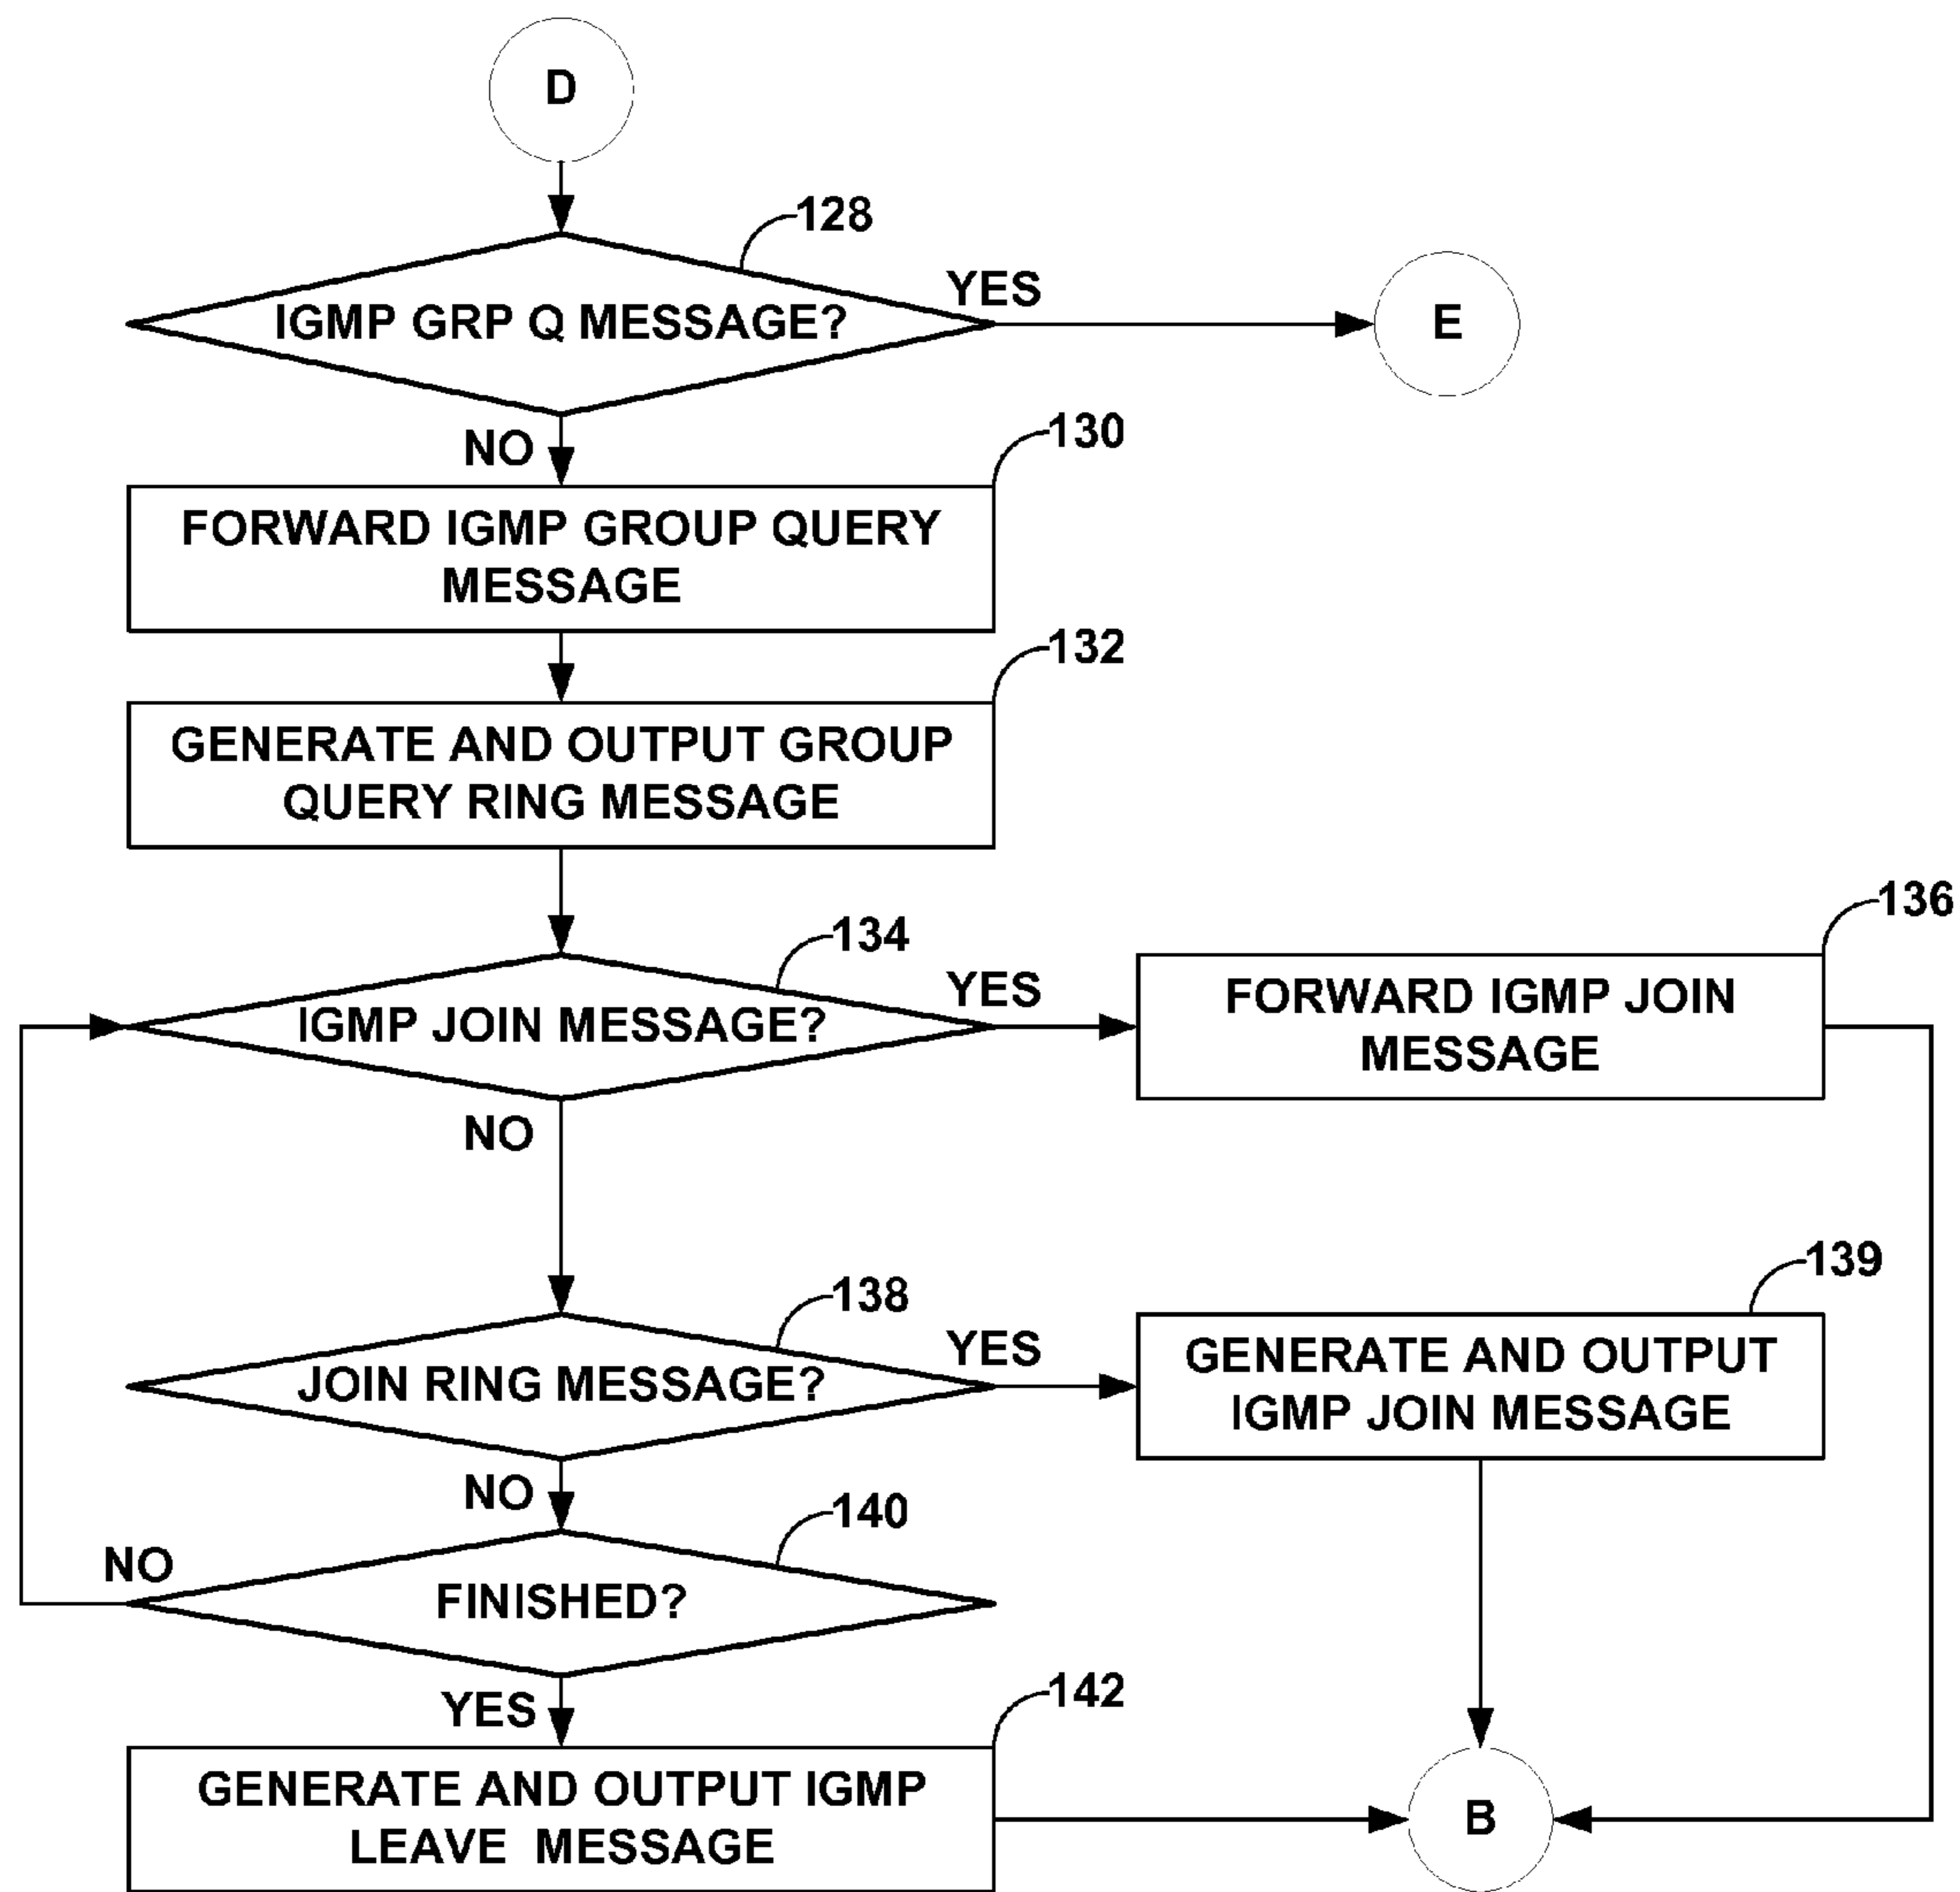 D
128
IGMP GRP Q MESSAGE?
YES
E
NO
130
FORWARD IGMP GROUP QUERY
MESSAGE
132
GENERATE AND OUTPUT GROUP
QUERY RING MESSAGE
134
IGMP JOIN MESSAGE?
YES
136
FORWARD IGMP JOIN
MESSAGE
NO
138
JOIN RING MESSAGE?
YES
139
GENERATE AND OUTPUT
IGMP JOIN MESSAGE
NO
140
FINISHED?
NO
YES
142
GENERATE AND OUTPUT IGMP
LEAVE MESSAGE
B